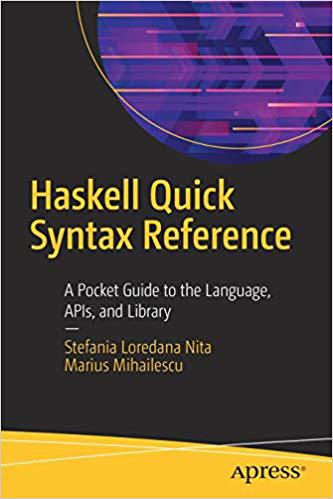 Haskell Quick
Syntax Reference
A Pocket Guide to the Language,
APIs, and Library
—
Stefania Loredana Nita
Marius Mihailescu
Apress®